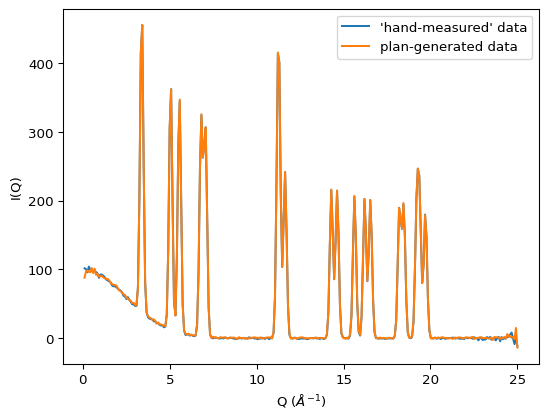 'hand-measured' data
plan-generated data
400
300
200
100
0
I(Q)
0 5 10 15 20 25
Q (Å⁻¹)